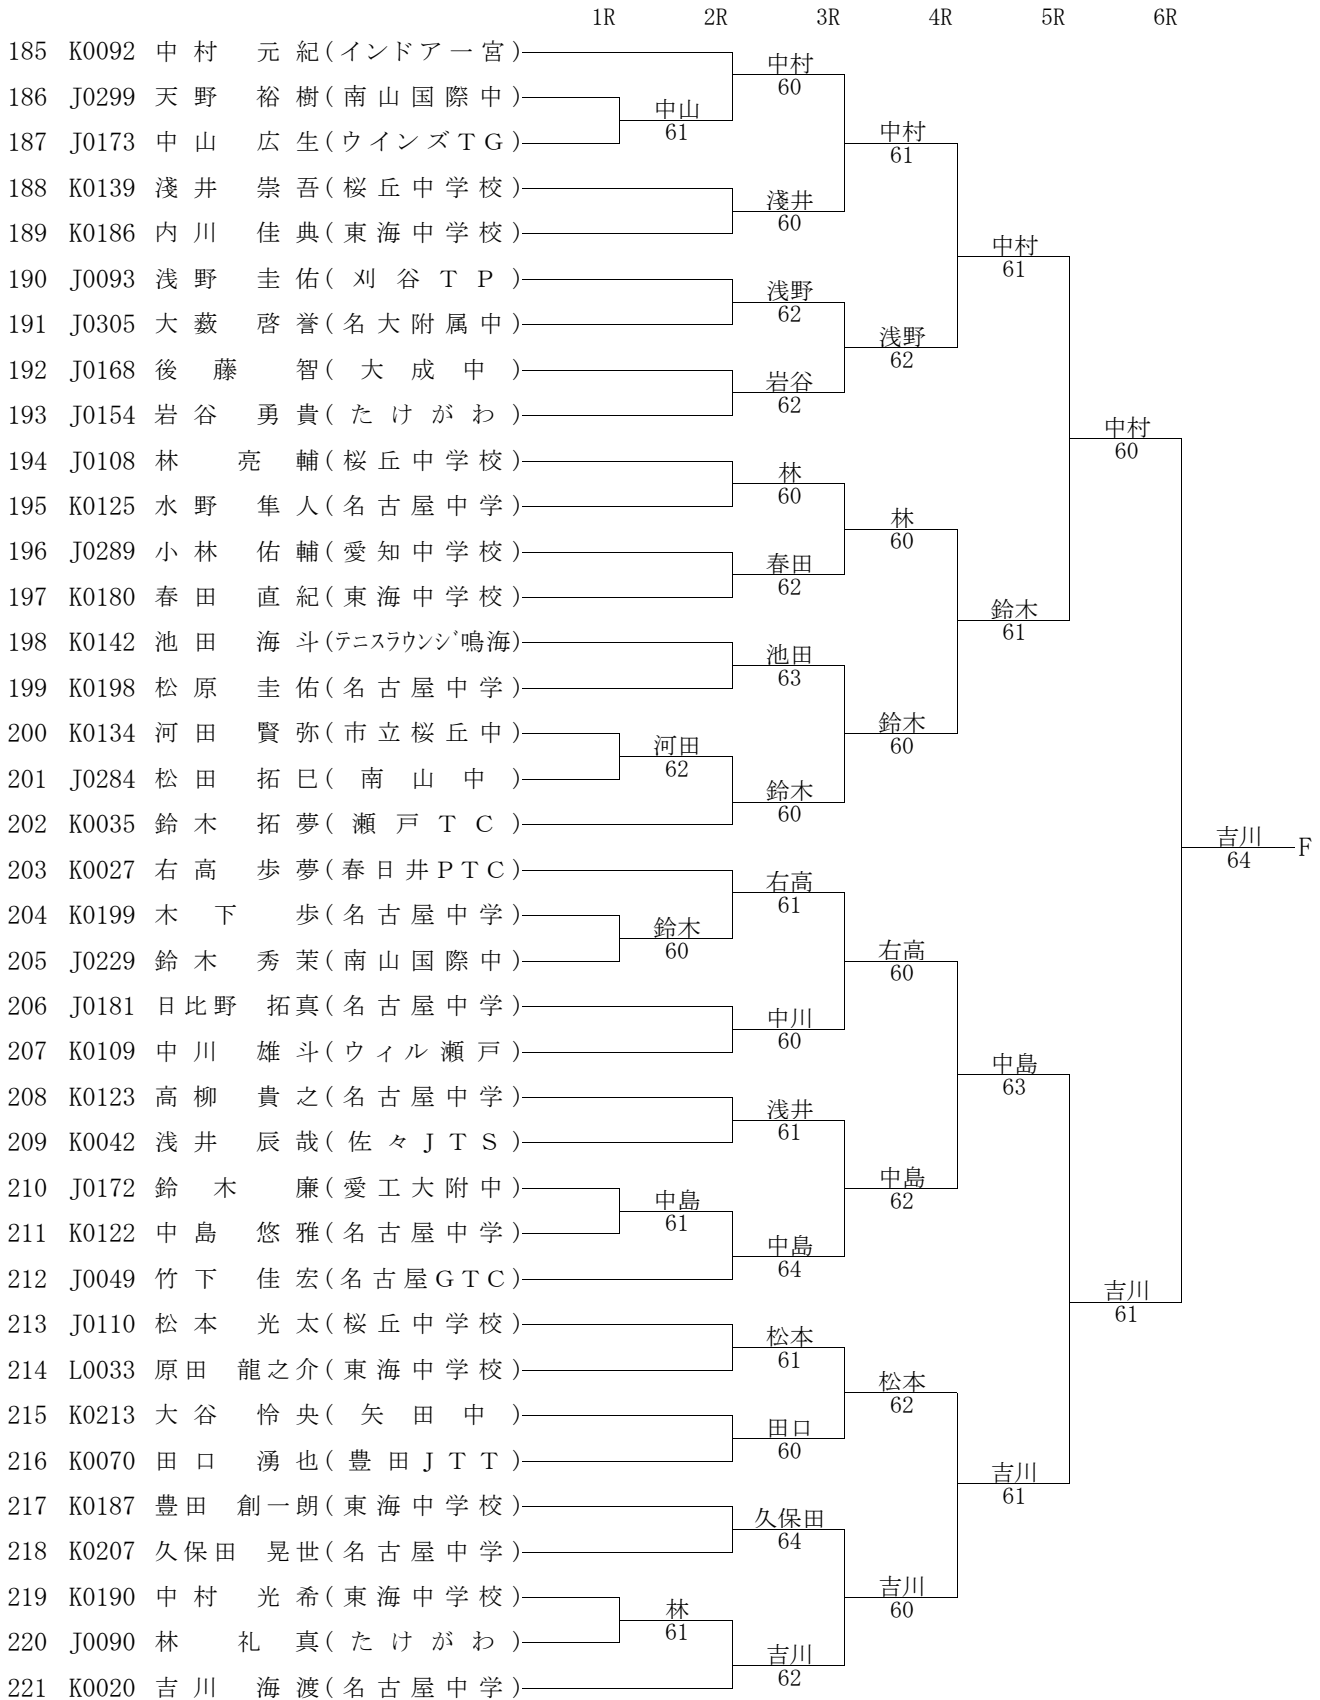 1R 2R 3R 4R 5R 6R
185 K0092 中村 元紀(インドア一宮)
中村
60
186 J0299 天野 裕樹(南山国際中)
中山
61
187 J0173 中山 広生(ウインズTG)
中村
61
188 K0139 淺井 崇吾(桜丘中学校)
淺井
60
189 K0186 内川 佳典(東海中学校)
中村
61
190 J0093 浅野 圭佑(刈谷TP)
浅野
62
191 J0305 大薮 啓誉(名大附属中)
浅野
62
192 J0168 後藤 智(大成中)
岩谷
62
193 J0154 岩谷 勇貴(たけがわ)
中村
60
194 J0108 林 亮輔(桜丘中学校)
林
60
195 K0125 水野 隼人(名古屋中学)
林
60
196 J0289 小林 佑輔(愛知中学校)
春田
62
197 K0180 春田 直紀(東海中学校)
鈴木
61
198 K0142 池田 海斗(テニスラウンジ鳴海)
池田
63
199 K0198 松原 圭佑(名古屋中学)
鈴木
60
200 K0134 河田 賢弥(市立桜丘中)
河田
62
201 J0284 松田 拓巳(南山中)
鈴木
60
202 K0035 鈴木 拓夢(瀬戸TC)
吉川
64
F
203 K0027 右高 歩夢(春日井PTC)
右高
61
204 K0199 木下 歩(名古屋中学)
鈴木
60
205 J0229 鈴木 秀茉(南山国際中)
右高
60
206 J0181 日比野 拓真(名古屋中学)
中川
60
207 K0109 中川 雄斗(ウィル瀬戸)
中島
63
208 K0123 高柳 貴之(名古屋中学)
浅井
61
209 K0042 浅井 辰哉(佐々JTS)
中島
62
210 J0172 鈴木 廉(愛工大附中)
中島
61
211 K0122 中島 悠雅(名古屋中学)
中島
64
212 J0049 竹下 佳宏(名古屋GTC)
吉川
61
213 J0110 松本 光太(桜丘中学校)
松本
61
214 L0033 原田 龍之介(東海中学校)
松本
62
215 K0213 大谷 怜央(矢田中)
田口
60
216 K0070 田口 湧也(豊田JTT)
吉川
61
217 K0187 豊田 創一朗(東海中学校)
久保田
64
218 K0207 久保田 晃世(名古屋中学)
吉川
60
219 K0190 中村 光希(東海中学校)
林
61
220 J0090 林 礼真(たけがわ)
吉川
62
221 K0020 吉川 海渡(名古屋中学)